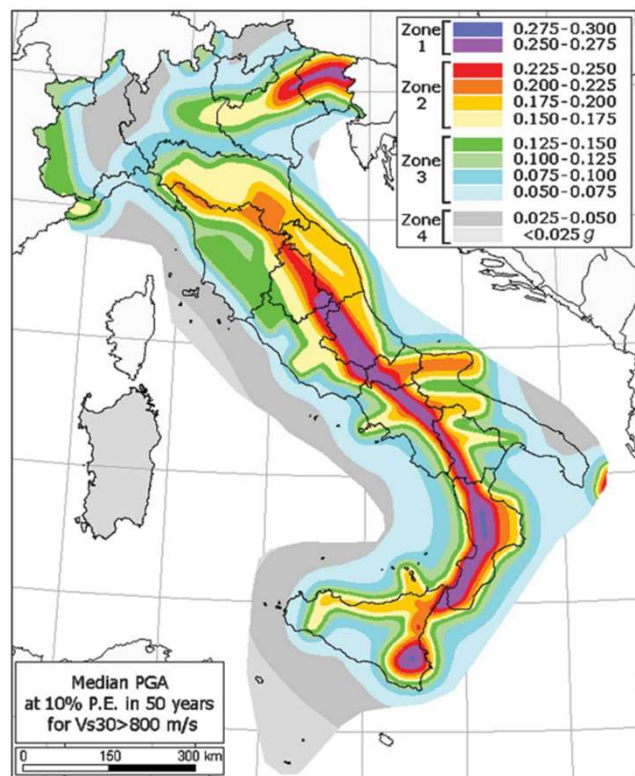 Zone 1
0.275-0.300
0.250-0.275
Zone 2
0.225-0.250
0.200-0.225
0.175-0.200
0.150-0.175
Zone 3
0.125-0.150
0.100-0.125
0.075-0.100
0.050-0.075
Zone 4
0.025-0.050
<0.025 g
Median PGA
at 10% P.E. in 50 years
for Vs30>800 m/s
0 150 300 km